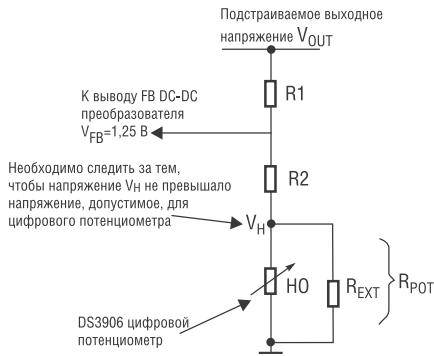 Подстраиваемое выходное
напряжение VOUT
R1
К выводу FB DC-DC
преобразователя
VFB=1,25 В
R2
Необходимо следить за тем,
чтобы напряжение VH не превышало
напряжение, допустимое, для
цифрового потенциометра
VH
H0
REXT
RPOT
DS3906 цифровой
потенциометр